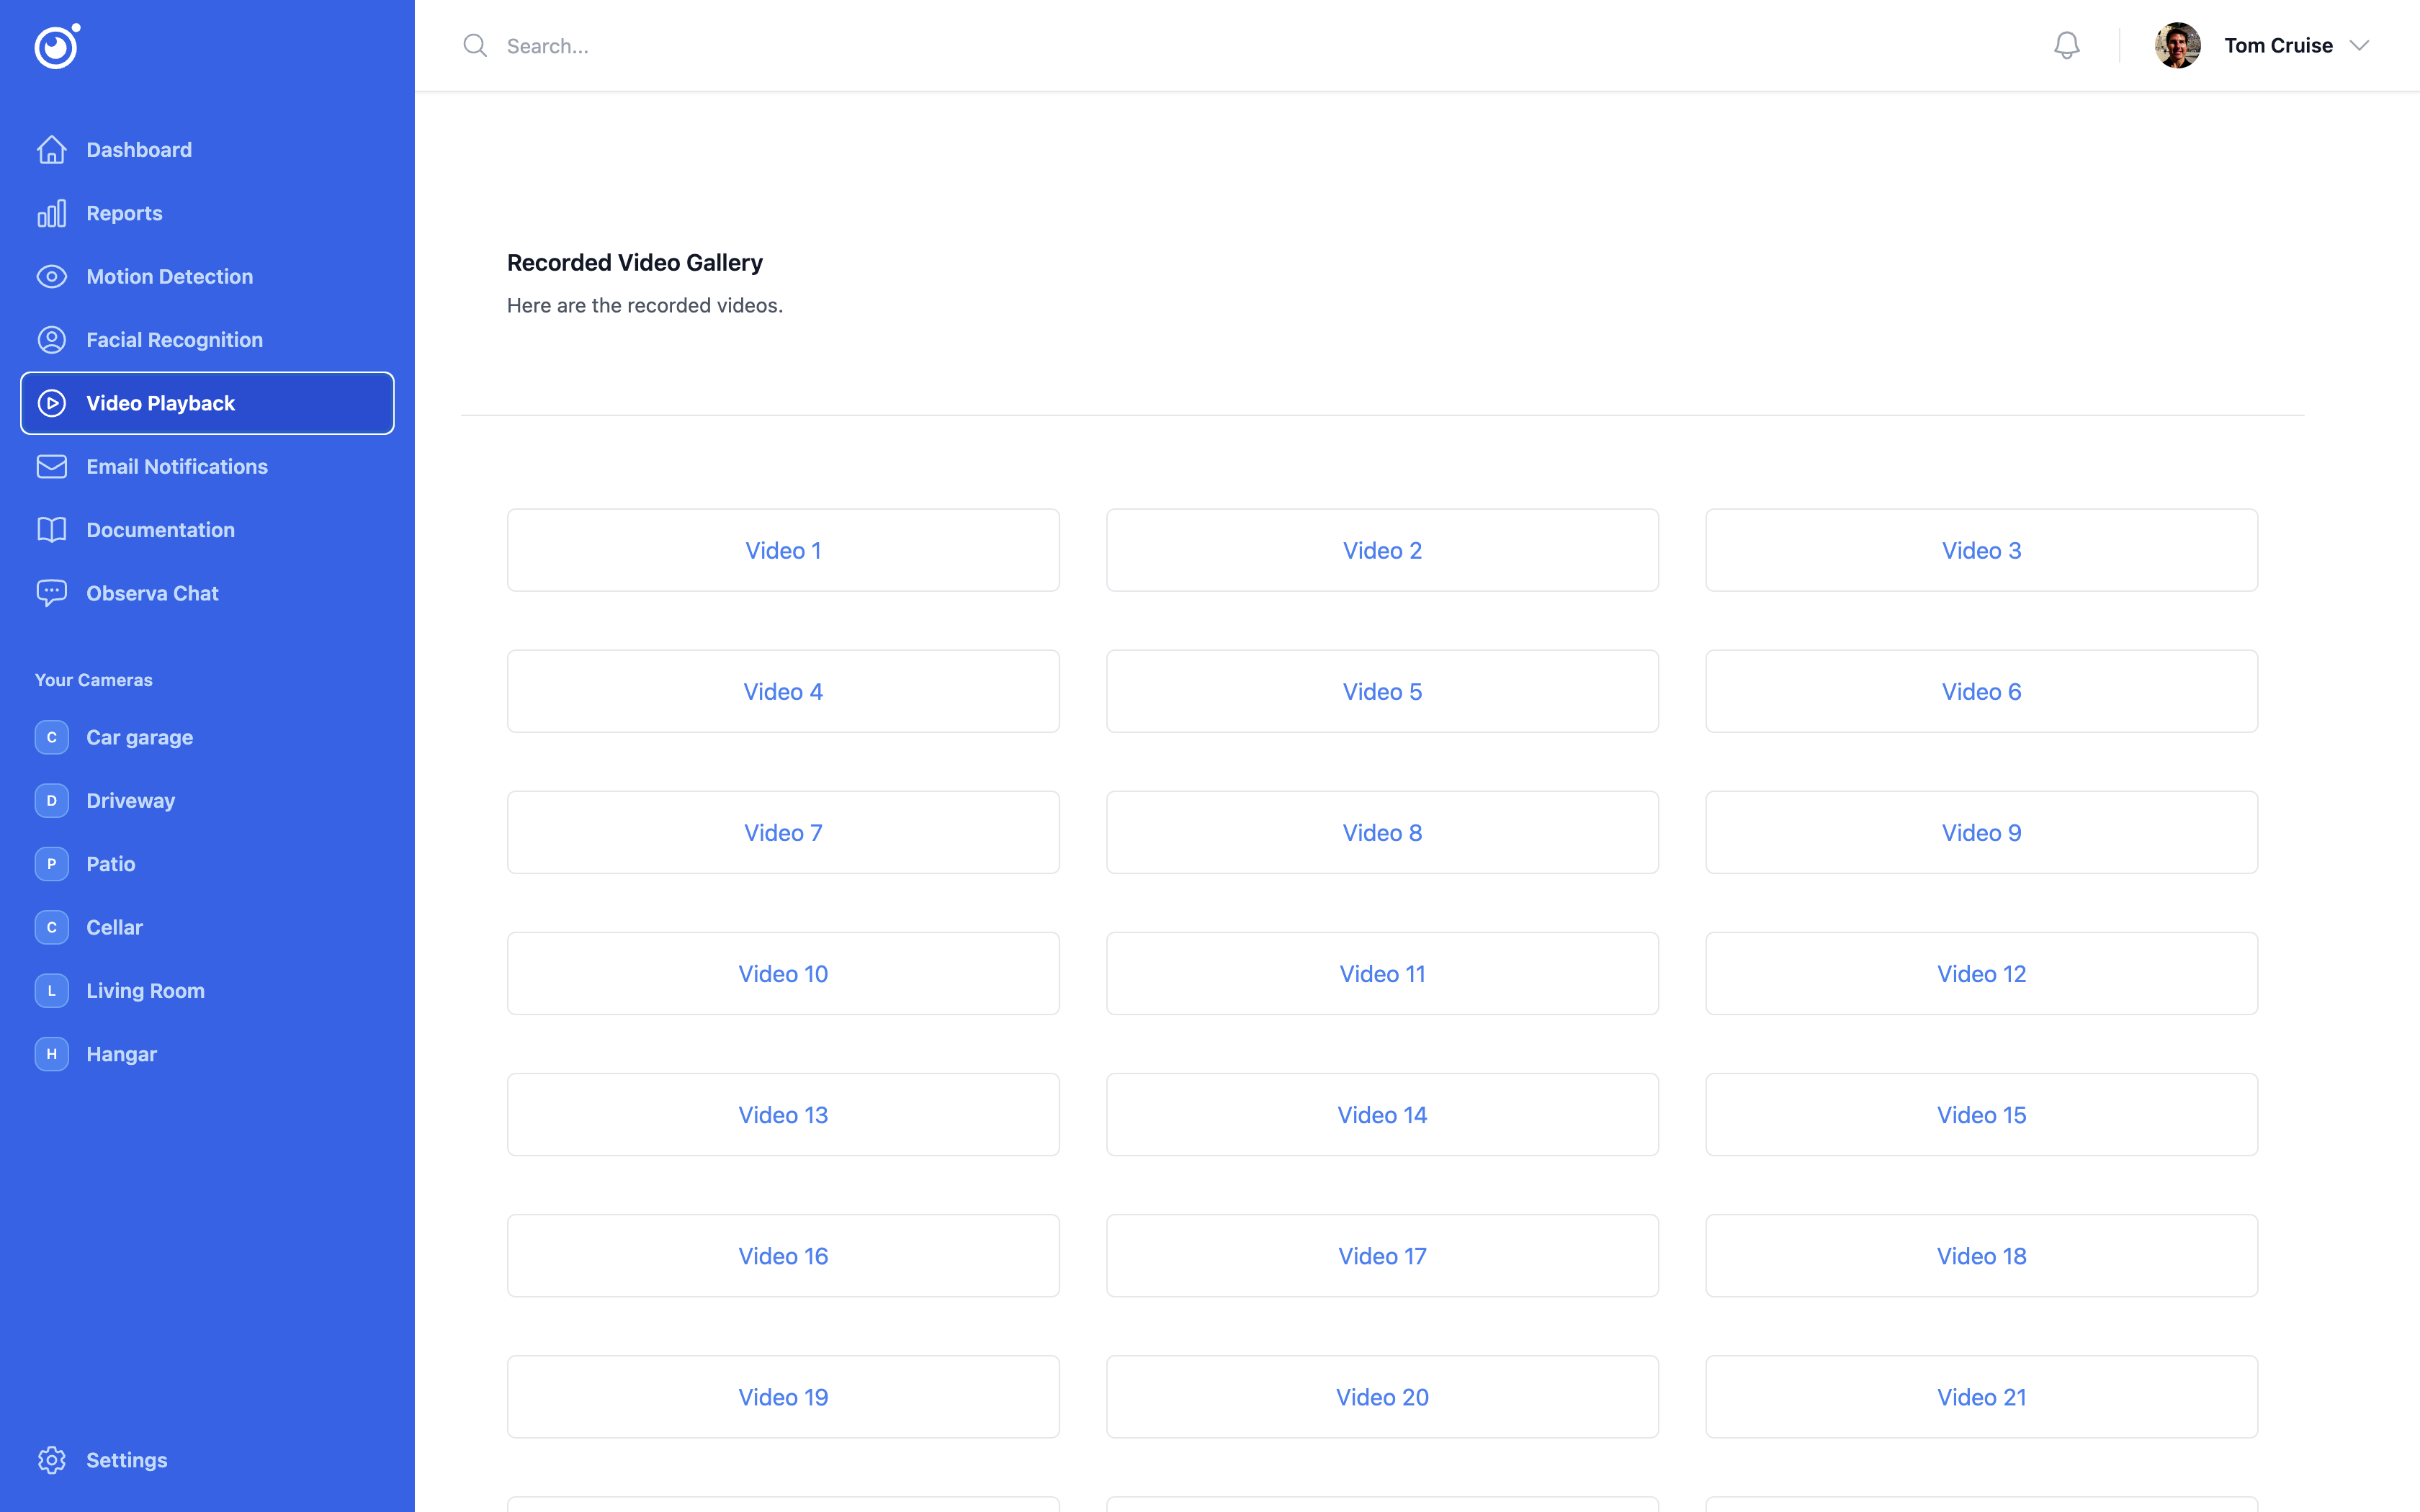 Search...
Tom Cruise
Dashboard
Reports
Motion Detection
Facial Recognition
Video Playback
Email Notifications
Documentation
Observa Chat
Your Cameras
C Car garage
D Driveway
P Patio
C Cellar
L Living Room
H Hangar
Settings
Recorded Video Gallery
Here are the recorded videos.
Video 1
Video 2
Video 3
Video 4
Video 5
Video 6
Video 7
Video 8
Video 9
Video 10
Video 11
Video 12
Video 13
Video 14
Video 15
Video 16
Video 17
Video 18
Video 19
Video 20
Video 21